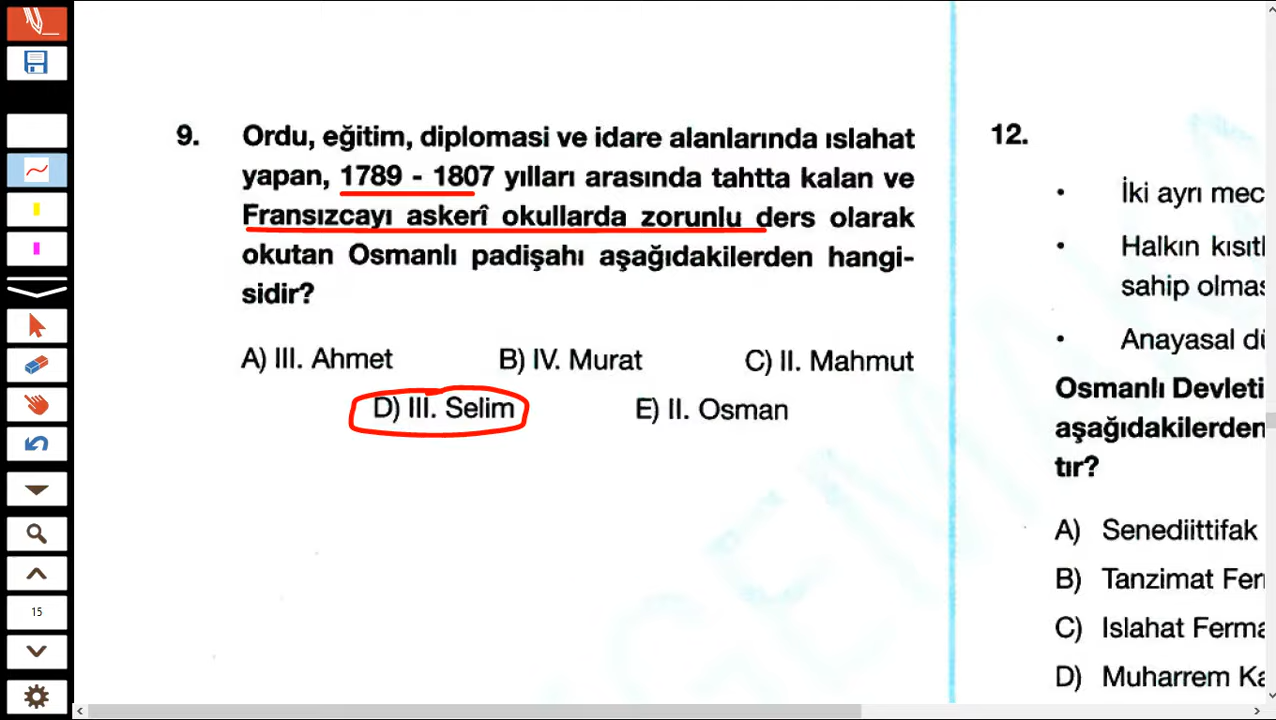 9. Ordu, eğitim, diplomasi ve idare alanlarında ıslahat
yapan, 1789 - 1807 yılları arasında tahtta kalan ve
Fransızcayı askerî okullarda zorunlu ders olarak
okutan Osmanlı padişahı aşağıdakilerden hangi-
sidir?
A) III. Ahmet B) IV. Murat C) II. Mahmut
D) III. Selim E) II. Osman
12.
• İki ayrı mec
• Halkın kısıtl
sahip olmas
• Anayasal dü
Osmanlı Devleti
aşağıdakilerden
tır?
A) Senediittifak
B) Tanzimat Fer
C) Islahat Ferma
D) Muharrem Ka
15